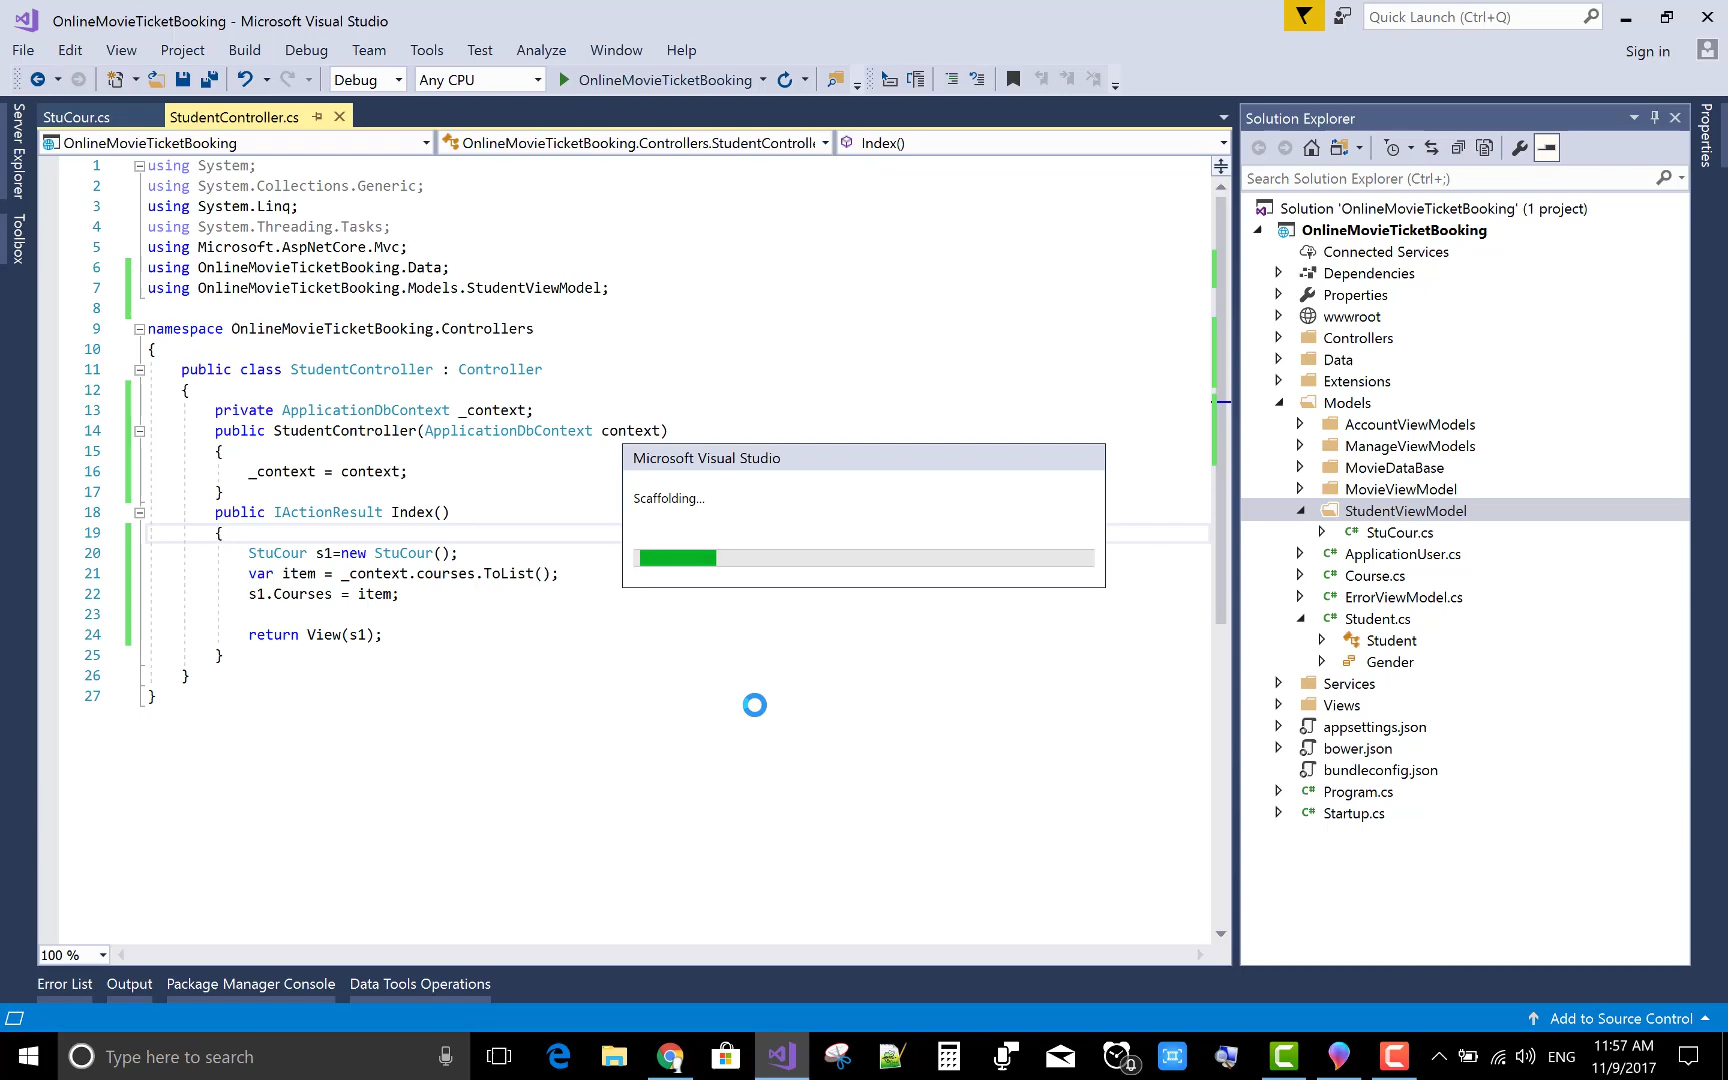 OnlineMovieTicketBooking - Microsoft Visual Studio
Quick Launch (Ctrl+Q)
File Edit View Project Build Debug Team Tools Test Analyze Window Help
Sign in
Debug Any CPU OnlineMovieTicketBooking
Server Explorer
Toolbox
StuCour.cs StudentController.cs
OnlineMovieTicketBooking OnlineMovieTicketBooking.Controllers.StudentControll Index()
1 using System;
2 using System.Collections.Generic;
3 using System.Linq;
4 using System.Threading.Tasks;
5 using Microsoft.AspNetCore.Mvc;
6 using OnlineMovieTicketBooking.Data;
7 using OnlineMovieTicketBooking.Models.StudentViewModel;
8
9 namespace OnlineMovieTicketBooking.Controllers
10 {
11 public class StudentController : Controller
12 {
13 private ApplicationDbContext _context;
14 public StudentController(ApplicationDbContext context)
15 {
16 _context = context;
17 }
18 public IActionResult Index()
19 {
20 StuCour s1=new StuCour();
21 var item = _context.courses.ToList();
22 s1.Courses = item;
23
24 return View(s1);
25 }
26 }
27 }
Microsoft Visual Studio
Scaffolding...
100 %
Solution Explorer
Search Solution Explorer (Ctrl+;)
Solution 'OnlineMovieTicketBooking' (1 project)
OnlineMovieTicketBooking
Connected Services
Dependencies
Properties
wwwroot
Controllers
Data
Extensions
Models
AccountViewModels
ManageViewModels
MovieDataBase
MovieViewModel
StudentViewModel
C# StuCour.cs
C# ApplicationUser.cs
C# Course.cs
C# ErrorViewModel.cs
C# Student.cs
Student
Gender
Services
Views
appsettings.json
bower.json
bundleconfig.json
C# Program.cs
C# Startup.cs
Properties
Error List Output Package Manager Console Data Tools Operations
Add to Source Control
Type here to search
ENG
11:57 AM
11/9/2017